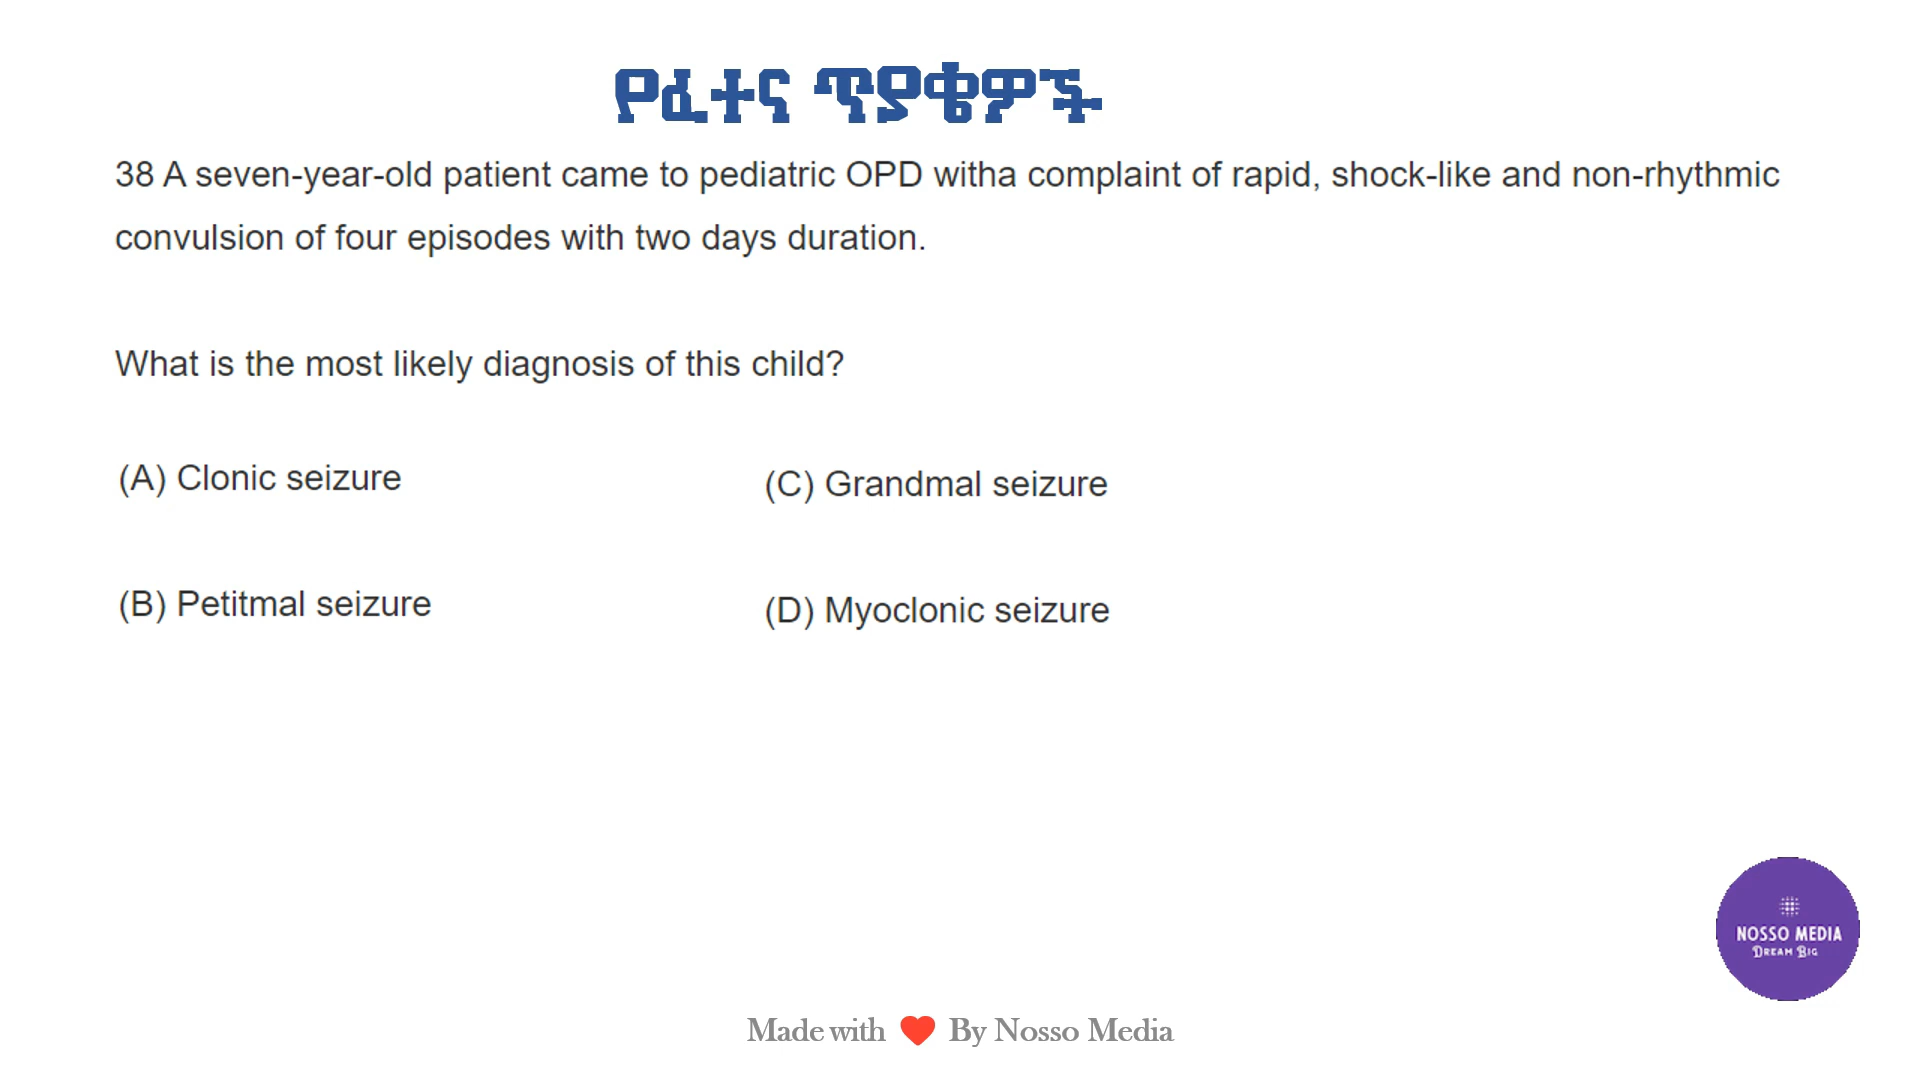 የፈተና ጥያቄዎች
38 A seven-year-old patient came to pediatric OPD witha complaint of rapid, shock-like and non-rhythmic
convulsion of four episodes with two days duration.
What is the most likely diagnosis of this child?
(A) Clonic seizure
(C) Grandmal seizure
(B) Petitmal seizure
(D) Myoclonic seizure
NOSSO MEDIA
DREAM BIG
Made with ❤ By Nosso Media